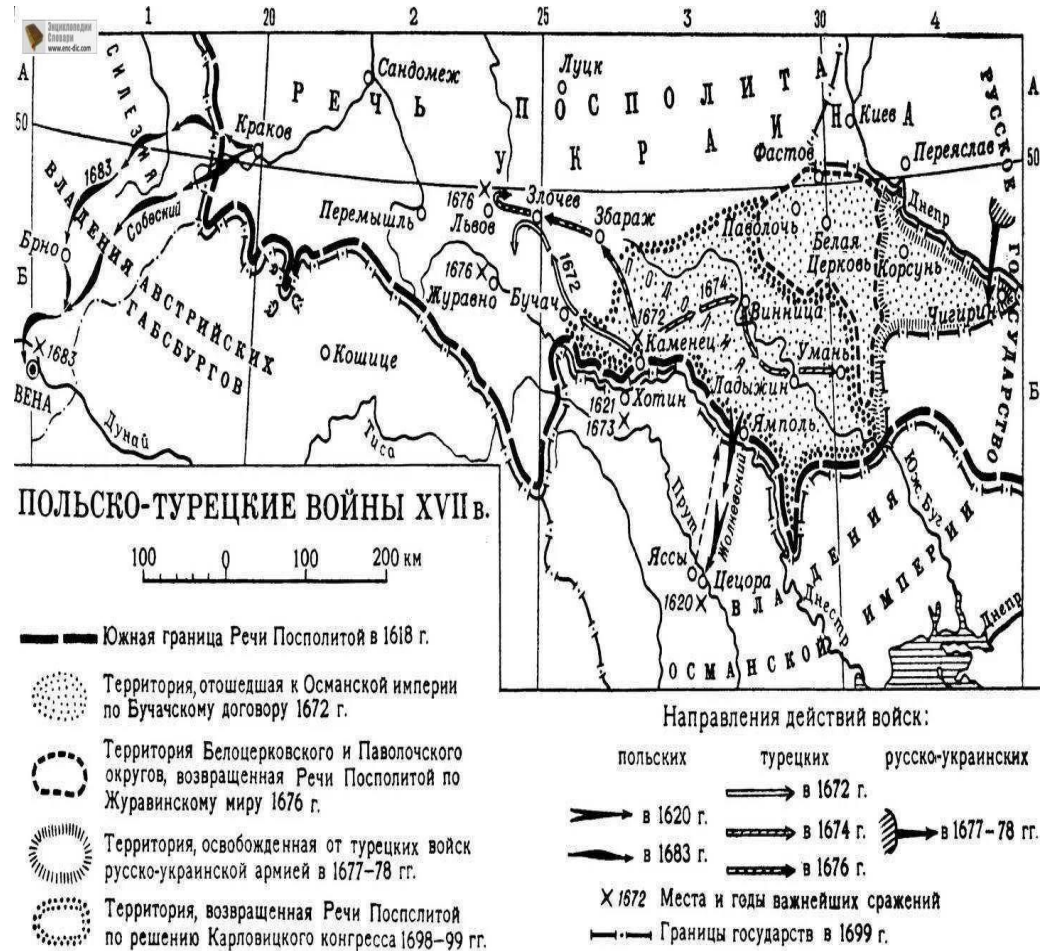 Энциклопедии
Словари
www.enc-dic.com
1
20
2
25
3
30
4
А
50
Б
А
50
Б
СИЛЕЗИЯ
РЕЧЬ ПОСПОЛИТА
УКРАИНА
РУССКОЕ ГОСУДАРСТВО
ВЛАДЕНИЯ
АВСТРИЙСКИХ
ГАБСБУРГОВ
Сандомеж
Луцк
Киев
Краков
Фастов
Переяслав
1683
Собеский
Перемышль
1676
Львов
Злочев
Збараж
Паволочь
Белая
Церковь
Корсунь
Днепр
Брно
1676
Журавно
1672
Бучач
ПОДОЛИЯ
1674
Винница
Чигирин
1672
Каменец
Умань
1683
ВЕНА
Кошице
Ладыжин
Хотин
1621
1673
Ямполь
Дунай
Тиса
Прут
Жолкевский
Юж. Буг
Яссы
Цецора
1620
Днестр
Днепр
ВЛАДЕНИЯ
ОСМАНСКОЙ ИМПЕРИИ
ПОЛЬСКО-ТУРЕЦКИЕ ВОЙНЫ XVII в.
100 0 100 200 км
Южная граница Речи Посполитой в 1618 г.
Территория, отошедшая к Османской империи
по Бучачскому договору 1672 г.
Территория Белоцерковского и Паволочского
округов, возвращенная Речи Посполитой по
Журавинскому миру 1676 г.
Территория, освобожденная от турецких войск
русско-украинской армией в 1677–78 гг.
Территория, возвращенная Речи Поспслитой
по решению Карловицкого конгресса 1698–99 гг.
Направления действий войск:
польских
турецких
русско-украинских
в 1620 г.
в 1683 г.
в 1672 г.
в 1674 г.
в 1676 г.
в 1677–78 гг.
1672 Места и годы важнейших сражений
Границы государств в 1699 г.